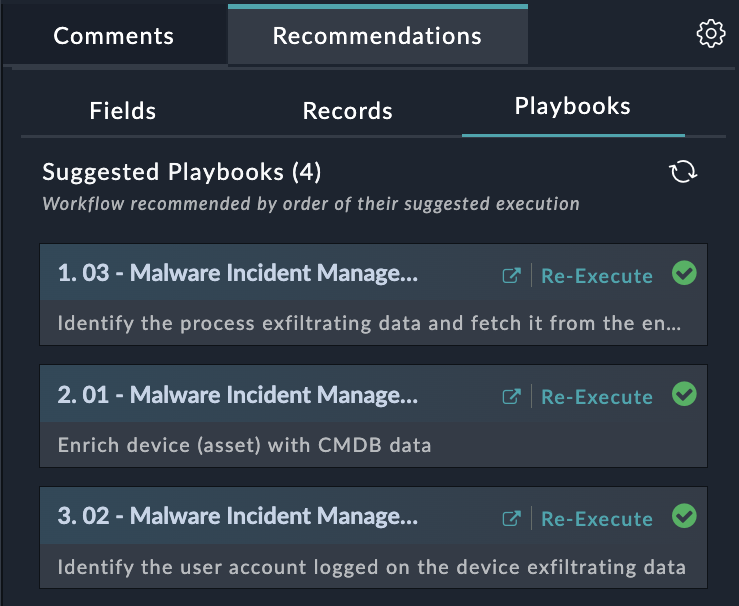 Comments
Recommendations
Fields
Records
Playbooks
Suggested Playbooks (4)
Workflow recommended by order of their suggested execution
1. 03 - Malware Incident Manage...
Re-Execute
Identify the process exfiltrating data and fetch it from the en...
2. 01 - Malware Incident Manage...
Re-Execute
Enrich device (asset) with CMDB data
3. 02 - Malware Incident Manage...
Re-Execute
Identify the user account logged on the device exfiltrating data